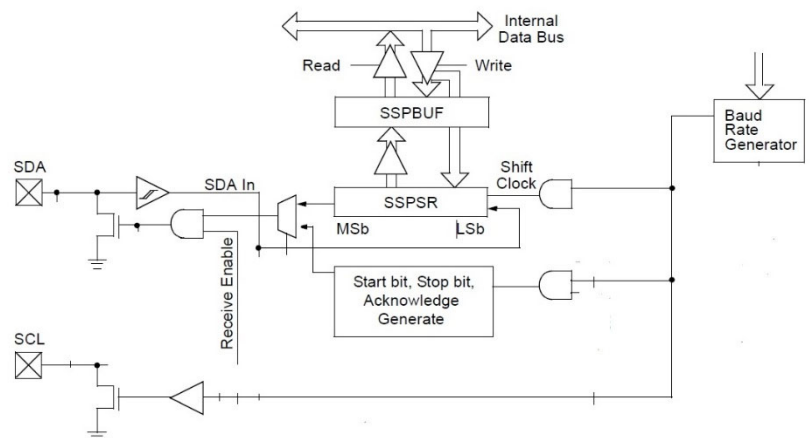 Internal
Data Bus
Read
Write
SSPBUF
Baud
Rate
Generator
SDA
SDA In
Shift
Clock
SSPSR
MSb
LSb
Start bit, Stop bit,
Acknowledge
Generate
Receive Enable
SCL